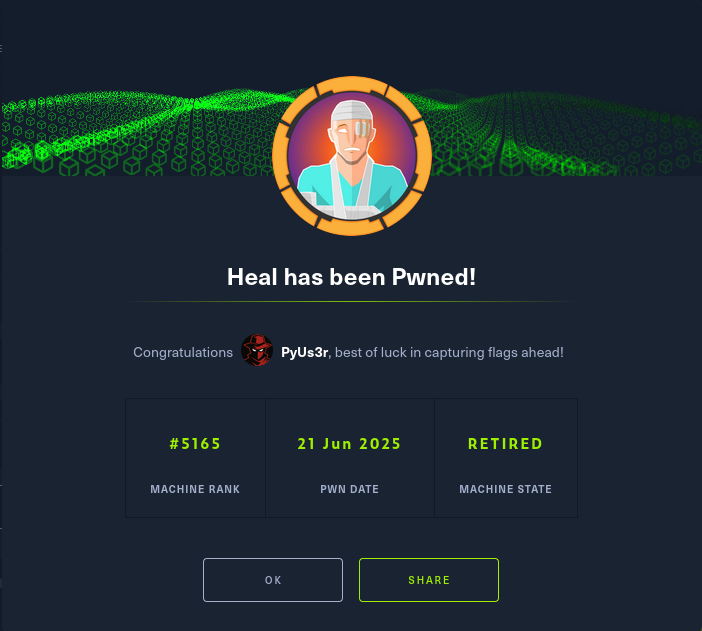 Heal has been Pwned!
Congratulations PyUs3r, best of luck in capturing flags ahead!
#5165 21 Jun 2025 RETIRED
MACHINE RANK PWN DATE MACHINE STATE
OK SHARE